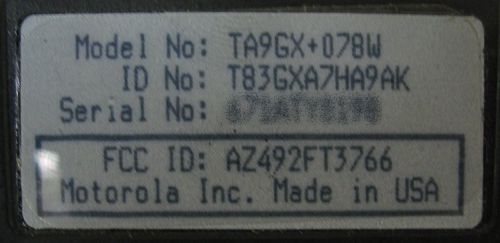 Model No: TA9GX+078W
ID No: T83GXA7HA9AK
Serial No:
FCC ID: AZ492FT3766
Motorola Inc. Made in USA